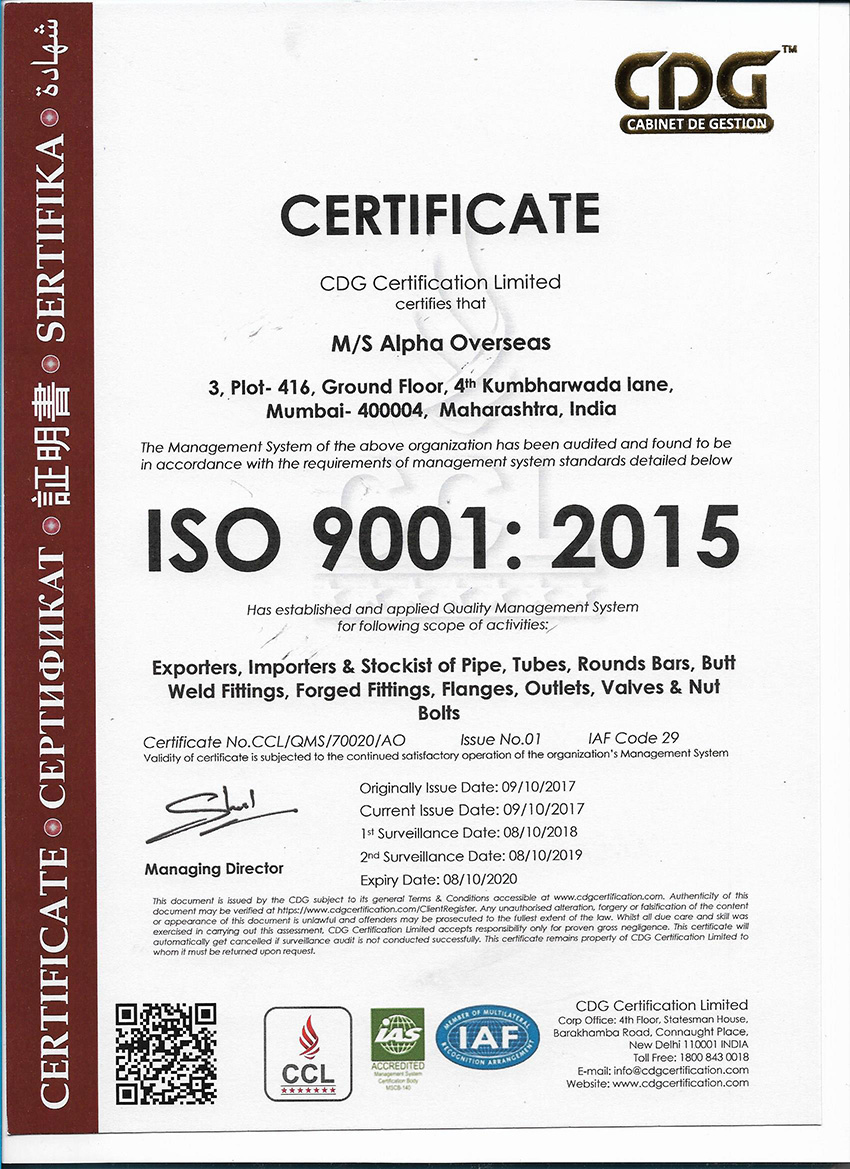 CERTIFICATE ● СЕРТИФИКАТ ● 証明書 ● SERTIFIKA ● شهادة
CDG™
CABINET DE GESTION
CERTIFICATE
CDG Certification Limited
certifies that
M/S Alpha Overseas
3, Plot- 416, Ground Floor, 4th Kumbharwada lane,
Mumbai- 400004, Maharashtra, India
The Management System of the above organization has been audited and found to be
in accordance with the requirements of management system standards detailed below
ISO 9001: 2015
Has established and applied Quality Management System
for following scope of activities:
Exporters, Importers & Stockist of Pipe, Tubes, Rounds Bars, Butt
Weld Fittings, Forged Fittings, Flanges, Outlets, Valves & Nut
Bolts
Certificate No.CCL/QMS/70020/AO Issue No.01 IAF Code 29
Validity of certificate is subjected to the continued satisfactory operation of the organization's Management System
Originally Issue Date: 09/10/2017
Current Issue Date: 09/10/2017
1st Surveillance Date: 08/10/2018
2nd Surveillance Date: 08/10/2019
Expiry Date: 08/10/2020
Managing Director
This document is issued by the CDG subject to its general Terms & Conditions accessible at www.cdgcertification.com. Authenticity of this
document may be verified at https://www.cdgcertification.com/ClientRegister. Any unauthorised alteration, forgery or falsification of the content
or appearance of this document is unlawful and offenders may be prosecuted to the fullest extent of the law. Whilst all due care and skill was
exercised in carrying out this assessment, CDG Certification Limited accepts responsibility only for proven gross negligence. This certificate will
automatically get cancelled if surveillance audit is not conducted successfully. This certificate remains property of CDG Certification Limited to
whom it must be returned upon request.
CCL
IAS
ACCREDITED
Management System
Certification Body
MSCB-140
MEMBER OF MULTILATERAL
IAF
RECOGNITION ARRANGEMENT
CDG Certification Limited
Corp Office: 4th Floor, Statesman House,
Barakhamba Road, Connaught Place,
New Delhi 110001 INDIA
Toll Free: 1800 843 0018
E-mail: info@cdgcertification.com
Website: www.cdgcertification.com